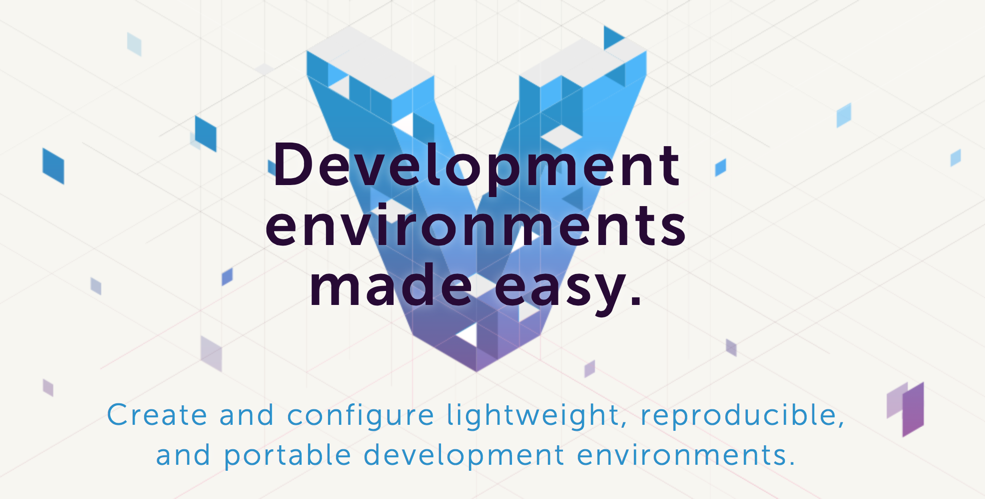 Development
environments
made easy.
Create and configure lightweight, reproducible,
and portable development environments.